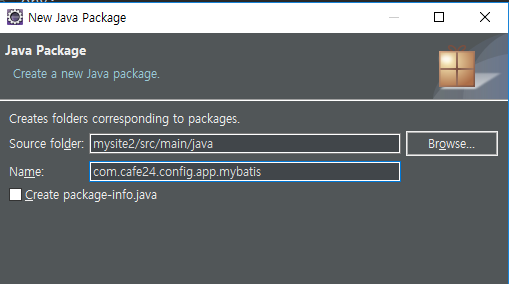 New Java Package
Java Package
Create a new Java package.
Creates folders corresponding to packages.
Source folder: mysite2/src/main/java Browse...
Name: com.cafe24.config.app.mybatis
Create package-info.java